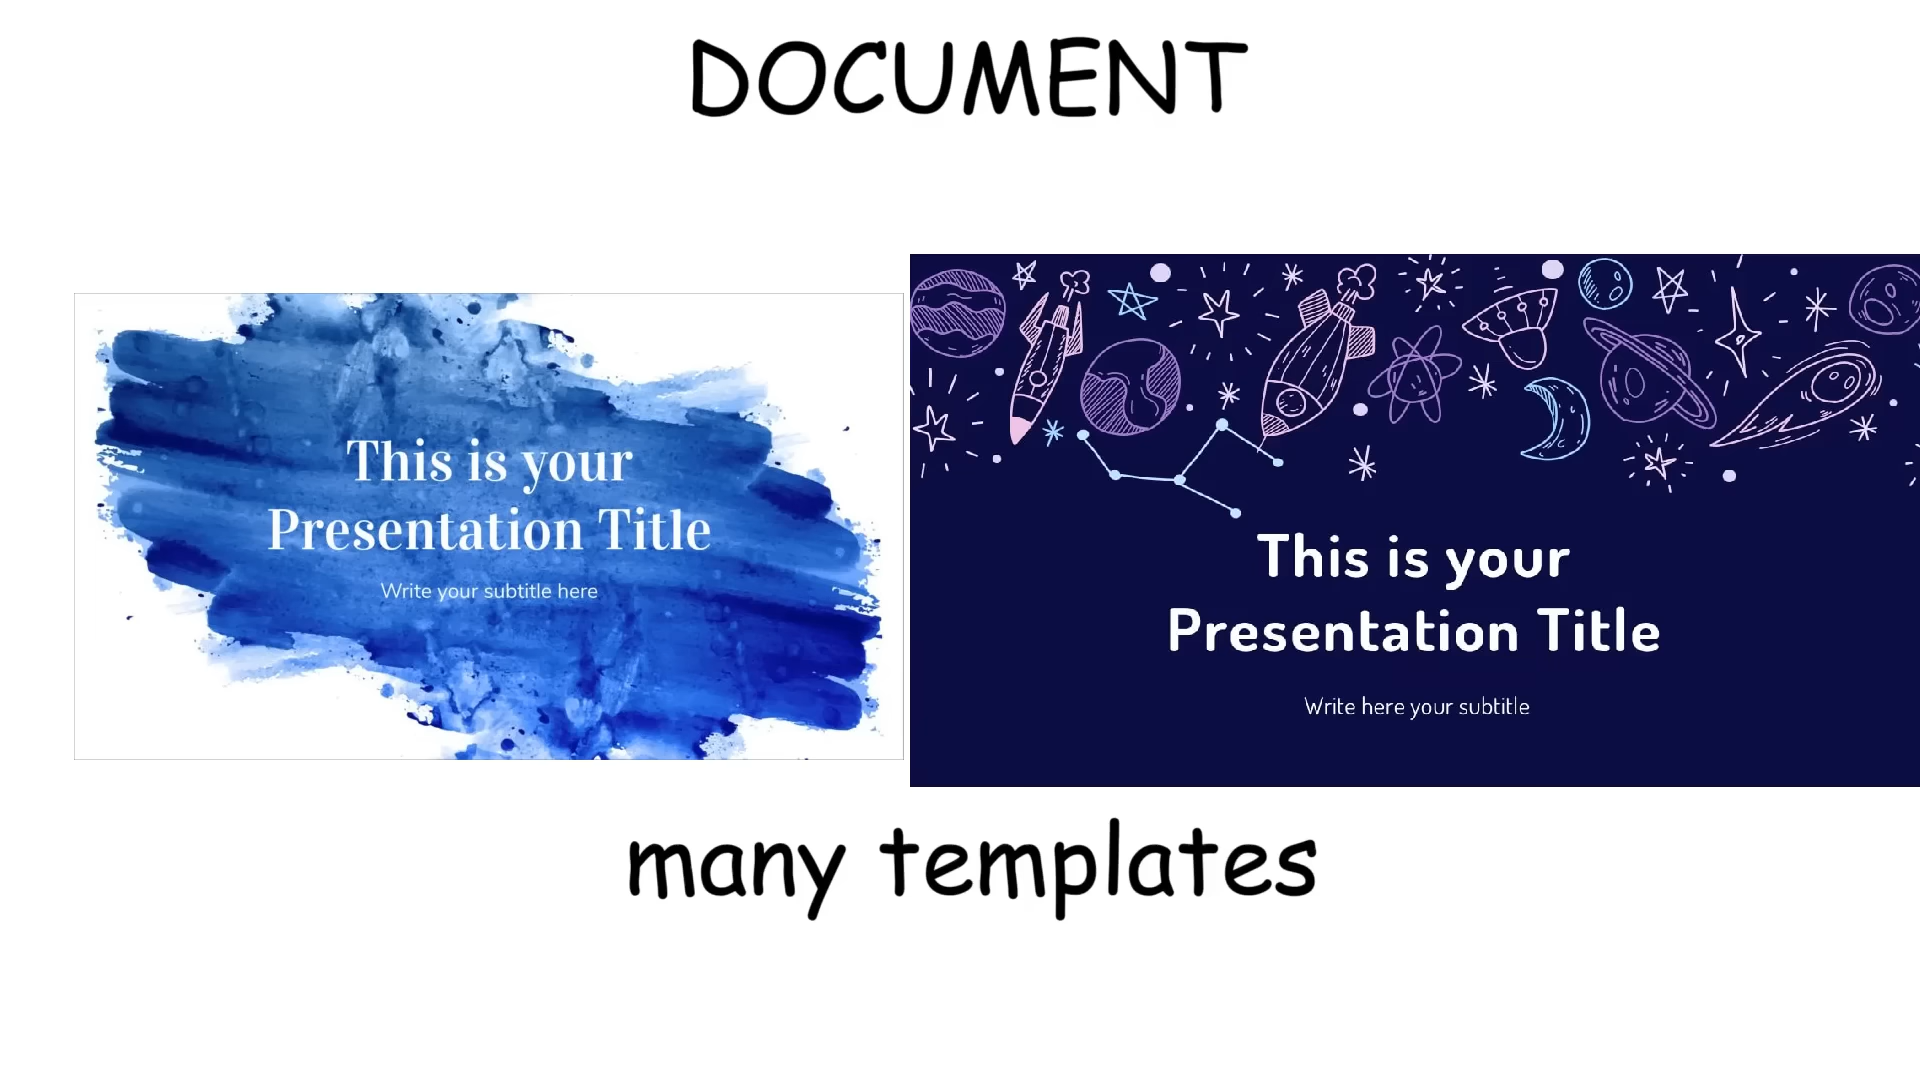 DOCUMENT
This is your
Presentation Title
Write your subtitle here
This is your
Presentation Title
Write here your subtitle
many templates